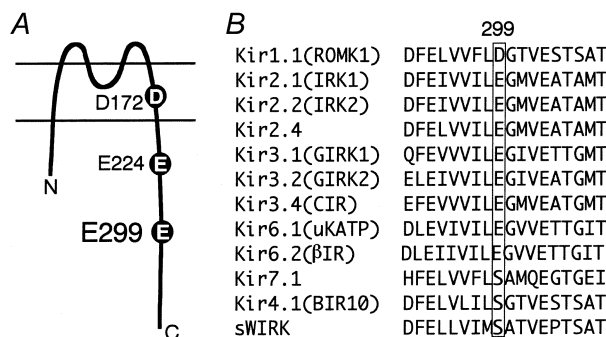 A
D172
D
E224
E
E299
E
N
C
B
299
Kir1.1(ROMK1) DFELVVFLDGTVESTSAT
Kir2.1(IRK1) DFEIVVILEGMVEATAMT
Kir2.2(IRK2) DFEIVVILEGMVEATAMT
Kir2.4 DFELVVILEGMVEATAMT
Kir3.1(GIRK1) QFEVVVILEGIVETTGMT
Kir3.2(GIRK2) ELEIVVILEGIVEATGMT
Kir3.4(CIR) EFEVVVILEGMVEATGMT
Kir6.1(uKATP) DLEVIVILEGVVETTGIT
Kir6.2(βIR) DLEIIVILEGVVETTGIT
Kir7.1 HFELVVFLSAMQEGTGEI
Kir4.1(BIR10) DFELVLILSGTVESTSAT
sWIRK DFELLVIMSATVEPTSAT